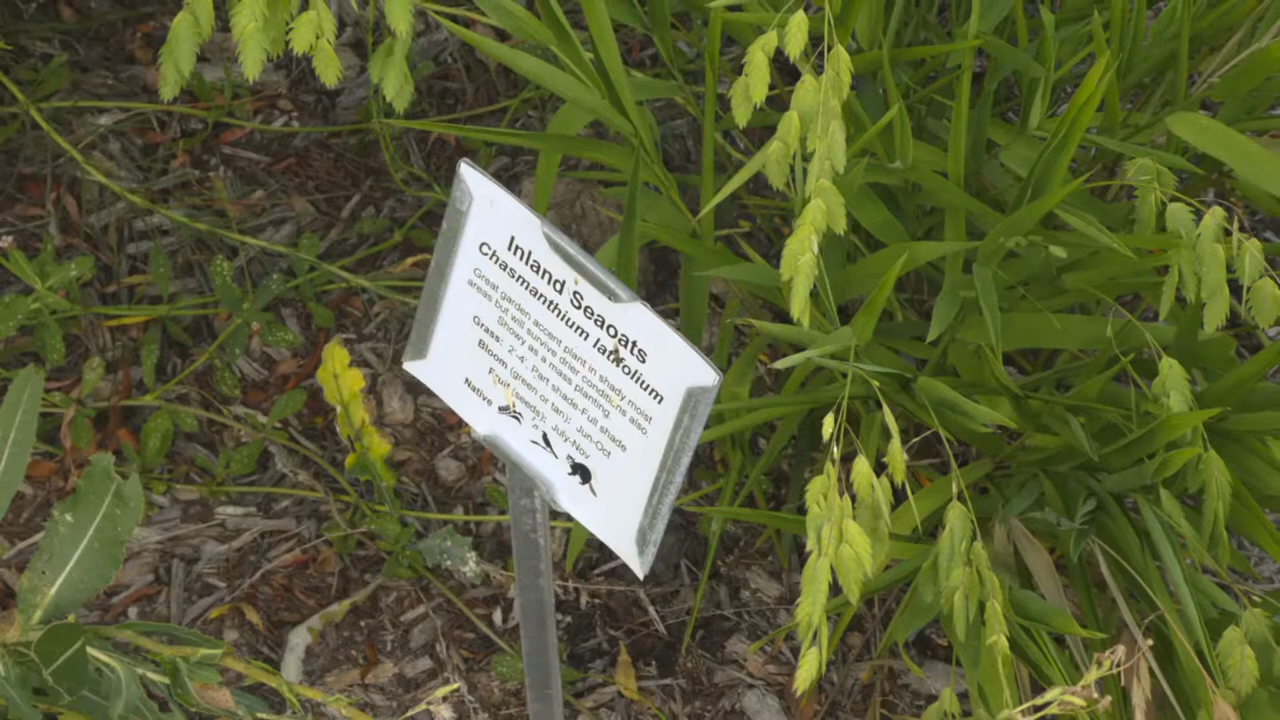 Inland Seaoats
Chasmanthium latifolium
Great garden accent plant in shady moist
areas but will survive drier conditions also.
Showy as a mass planting.
Grass: 2'-4', Part shade-Full shade
Bloom (green or tan): Jun-Oct
Fruit (seeds): July-Nov
Native